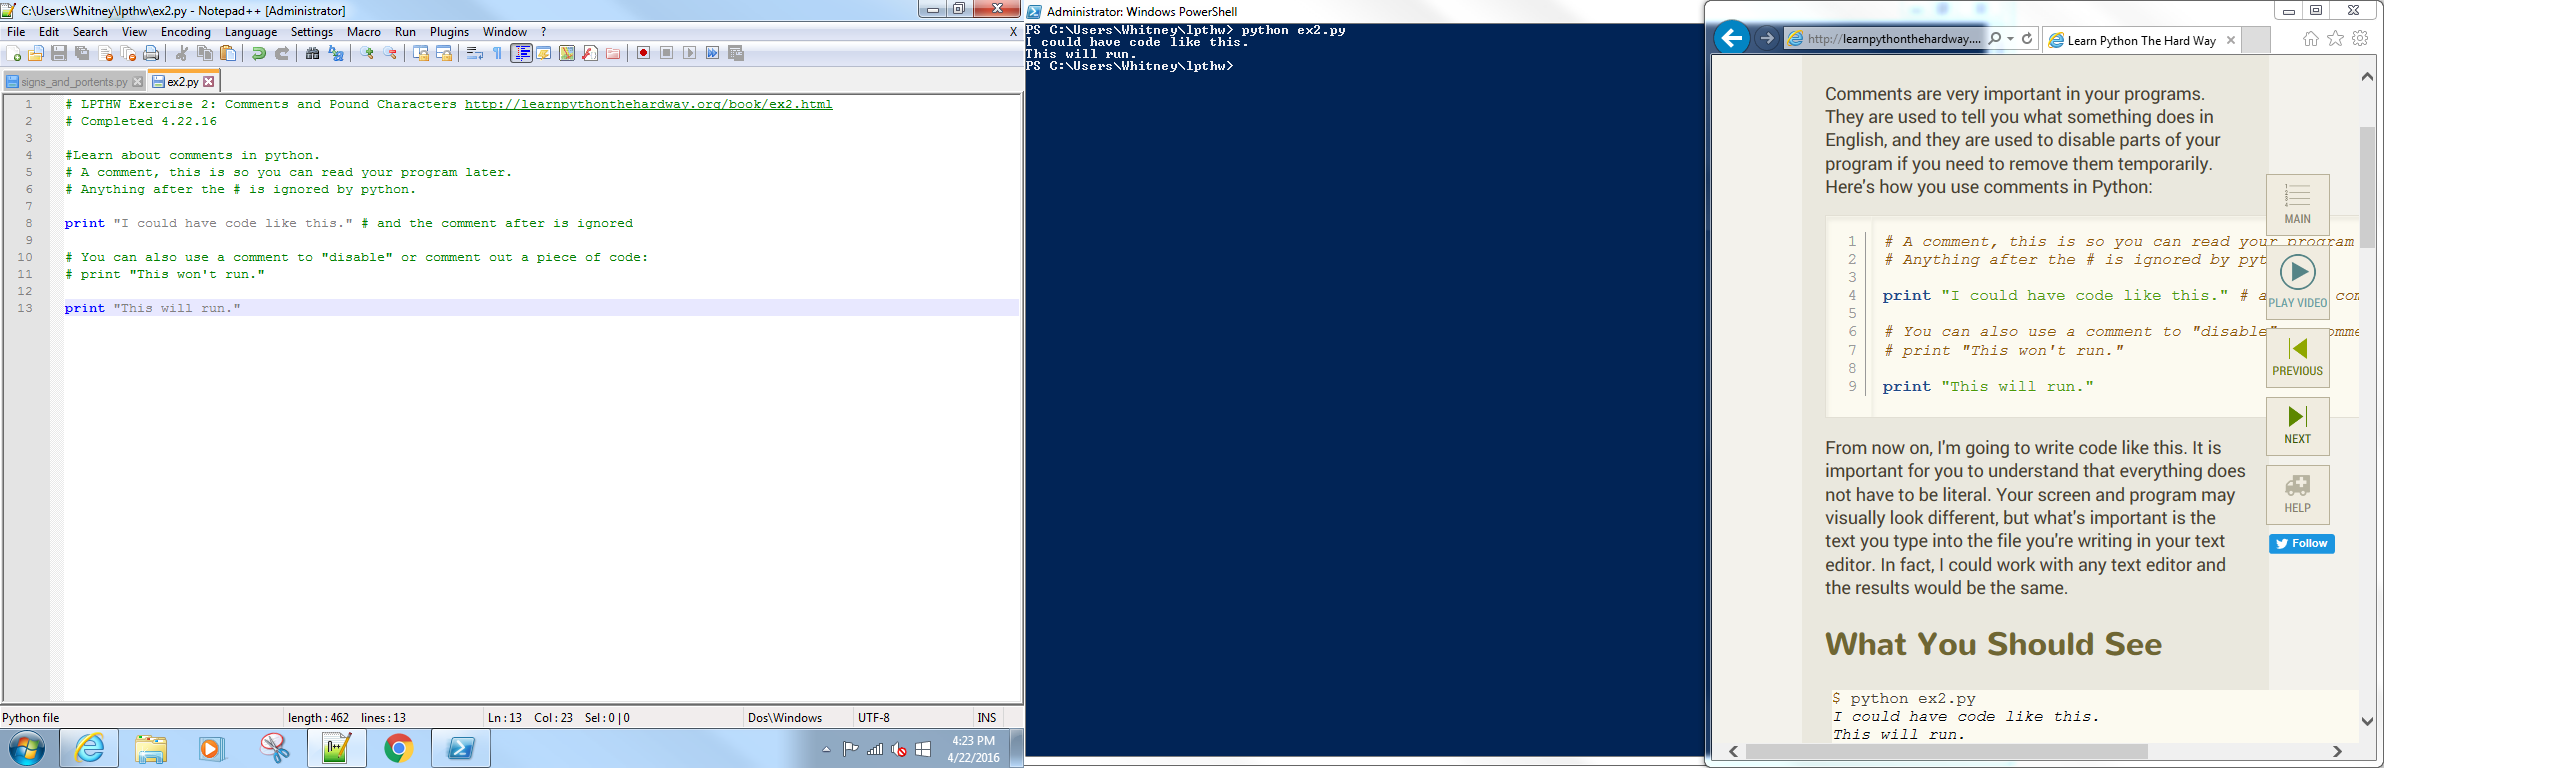 C:\Users\Whitney\lpthw\ex2.py - Notepad++ [Administrator]
File Edit Search View Encoding Language Settings Macro Run Plugins Window ? X
signs_and_portents.py ex2.py
1 # LPTHW Exercise 2: Comments and Pound Characters http://learnpythonthehardway.org/book/ex2.html
2 # Completed 4.22.16
3
4 #Learn about comments in python.
5 # A comment, this is so you can read your program later.
6 # Anything after the # is ignored by python.
7
8 print "I could have code like this." # and the comment after is ignored
9
10 # You can also use a comment to "disable" or comment out a piece of code:
11 # print "This won't run."
12
13 print "This will run."
Python file length : 462 lines : 13 Ln : 13 Col : 23 Sel : 0 | 0 Dos\Windows UTF-8 INS
4:23 PM
4/22/2016
Administrator: Windows PowerShell
PS C:\Users\Whitney\lpthw> python ex2.py
I could have code like this.
This will run.
PS C:\Users\Whitney\lpthw>
http://learnpythonthehardway.... Learn Python The Hard Way
Comments are very important in your programs.
They are used to tell you what something does in
English, and they are used to disable parts of your
program if you need to remove them temporarily.
Here's how you use comments in Python:
1 # A comment, this is so you can read your program
2 # Anything after the # is ignored by pyt
3
4 print "I could have code like this." # a com
5
6 # You can also use a comment to "disable" omme
7 # print "This won't run."
8
9 print "This will run."
From now on, I'm going to write code like this. It is
important for you to understand that everything does
not have to be literal. Your screen and program may
visually look different, but what's important is the
text you type into the file you're writing in your text
editor. In fact, I could work with any text editor and
the results would be the same.
What You Should See
$ python ex2.py
I could have code like this.
This will run.
MAIN
PLAY VIDEO
PREVIOUS
NEXT
HELP
Follow